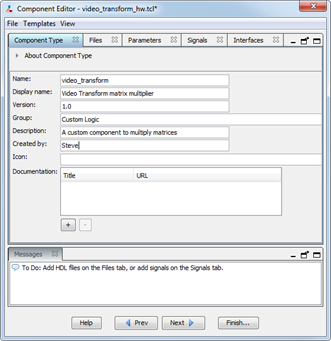 Component Editor - video_transform_hw.tcl*
File Templates View
Component Type Files Parameters Signals Interfaces
About Component Type
Name: video_transform
Display name: Video Transform matrix multiplier
Version: 1.0
Group: Custom Logic
Description: A custom component to multiply matrices
Created by: Steve
Icon:
Documentation: Title URL
+ -
Messages
To Do: Add HDL files on the Files tab, or add signals on the Signals tab.
Help Prev Next Finish...